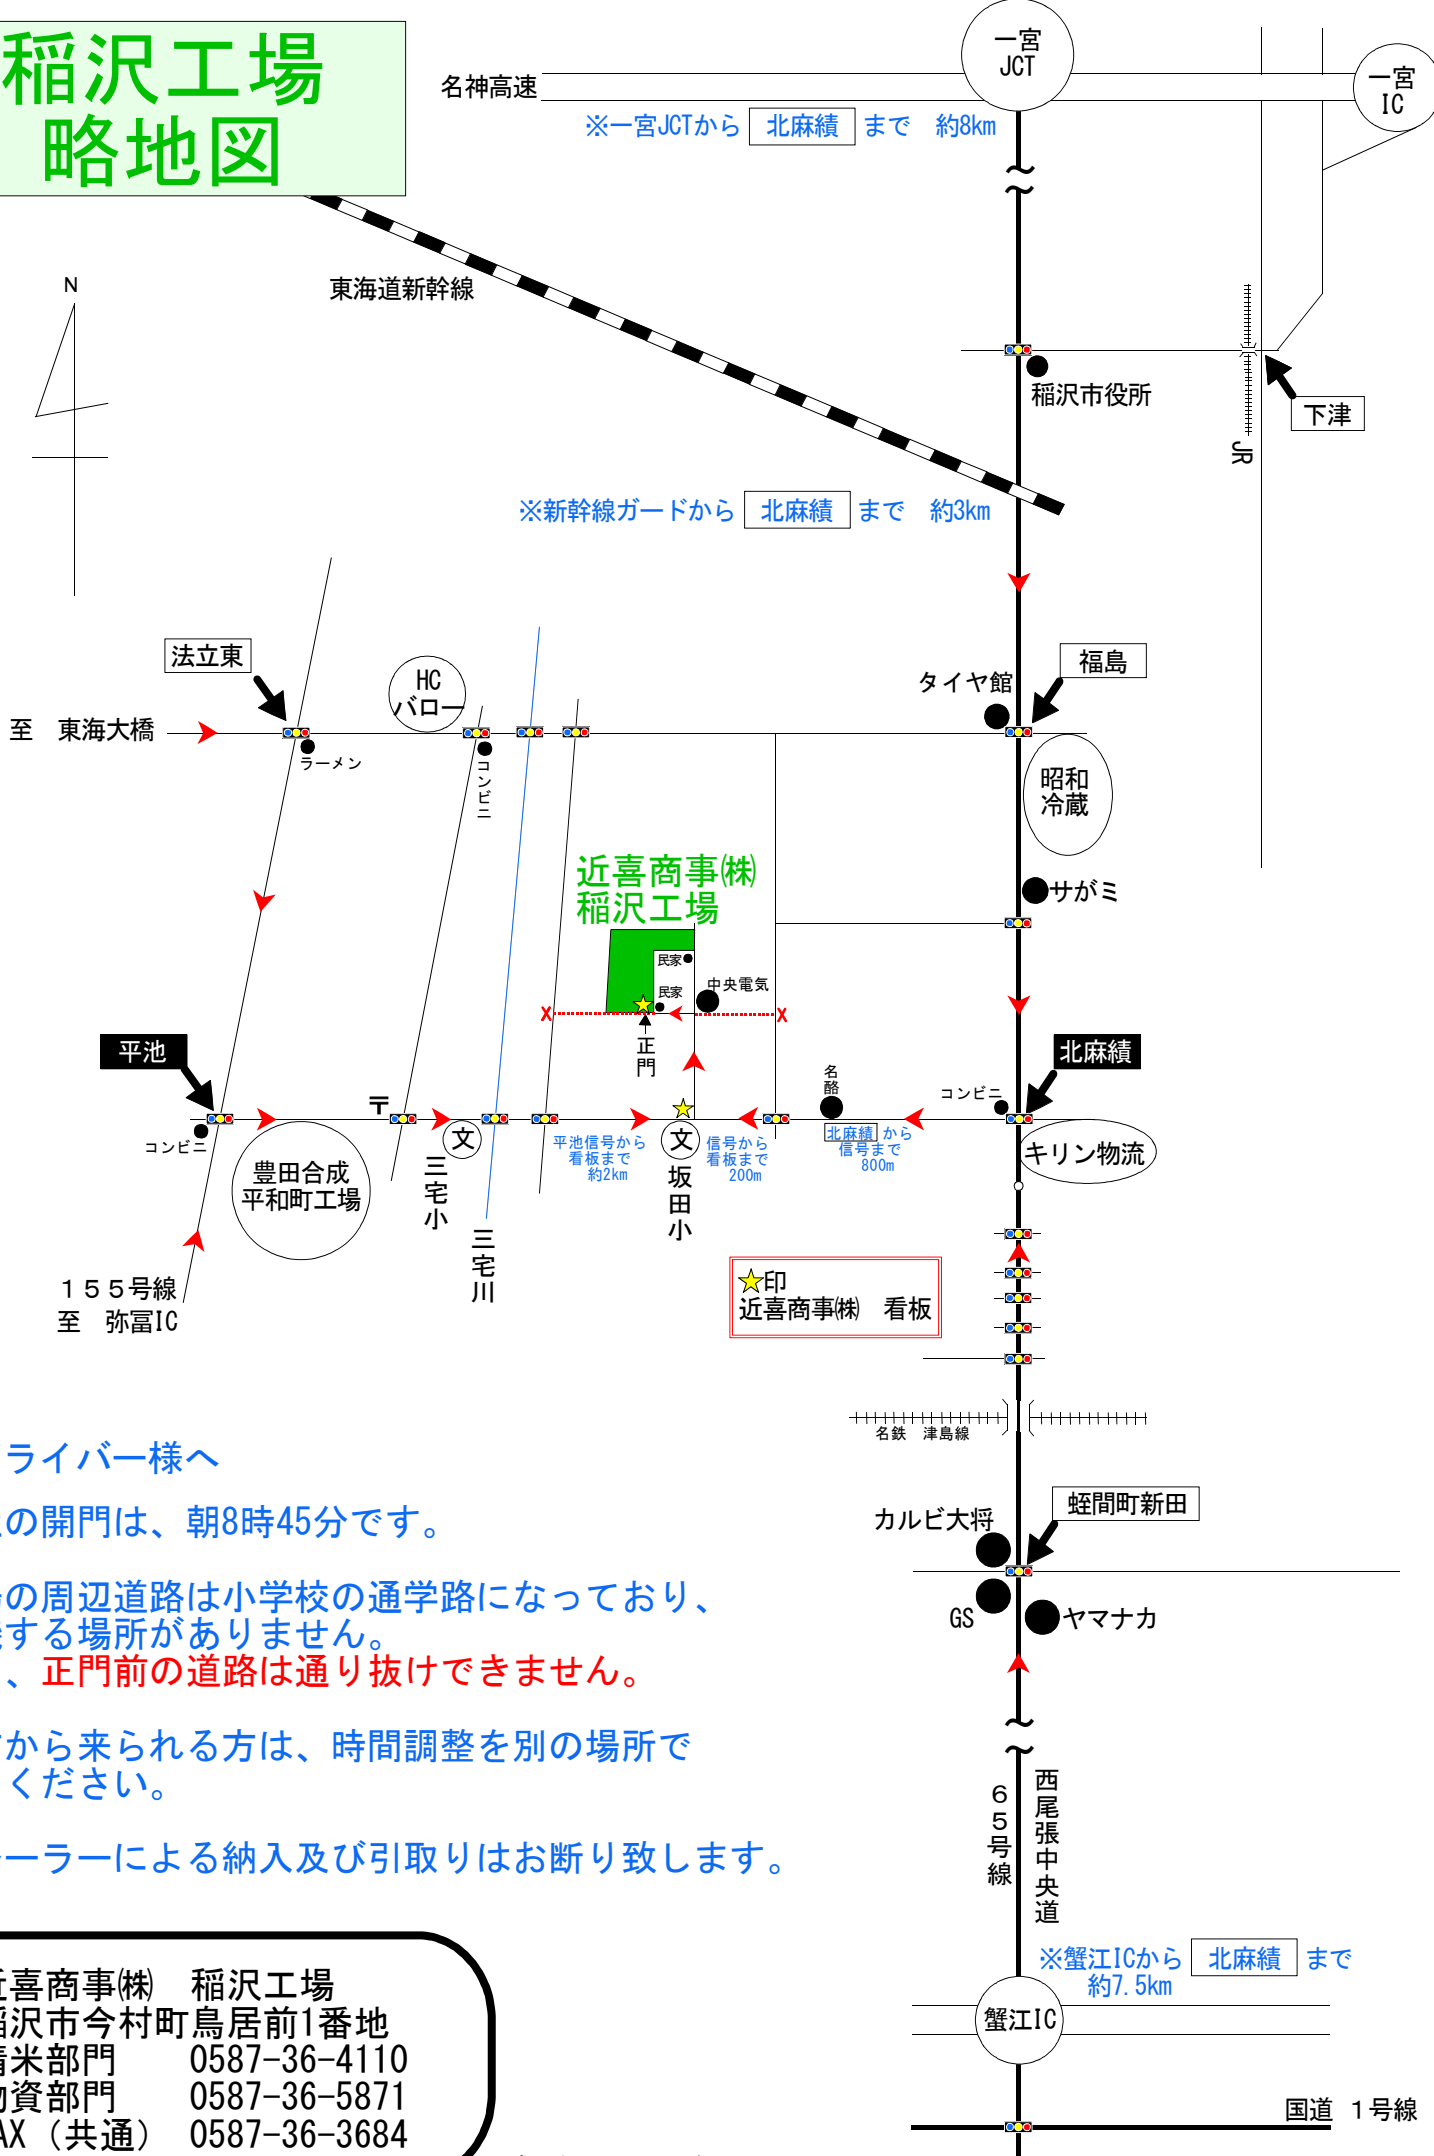 稲沢工場
略地図
名神高速
一宮
JCT
一宮
IC
※一宮JCTから 北麻績 まで 約8km
東海道新幹線
N
稲沢市役所
下津
JR
※新幹線ガードから 北麻績 まで 約3km
法立東
HC
バロー
タイヤ館
福島
至 東海大橋
ラーメン
コンビニ
昭和
冷蔵
近喜商事㈱
稲沢工場
サがミ
民家
民家
中央電気
X
X
正門
平池
北麻績
〒
名酪
コンビニ
コンビニ
文
文
平池信号から
看板まで
約2km
信号から
看板まで
200m
北麻績 から
信号まで
800m
キリン物流
豊田合成
平和町工場
三宅小
坂田小
三宅川
155号線
至 弥冨IC
☆印
近喜商事㈱ 看板
名鉄 津島線
ライバー様へ
の開門は、朝8時45分です。
の周辺道路は小学校の通学路になっており、
する場所がありません。
、正門前の道路は通り抜けできません。
から来られる方は、時間調整を別の場所で
ください。
ーラーによる納入及び引取りはお断り致します。
カルビ大将
蛭間町新田
GS
ヤマナカ
65号線
西尾張中央道
※蟹江ICから 北麻績 まで
約7.5km
蟹江IC
国道 1号線
近喜商事㈱ 稲沢工場
稲沢市今村町鳥居前1番地
精米部門 0587-36-4110
物資部門 0587-36-5871
AX（共通） 0587-36-3684